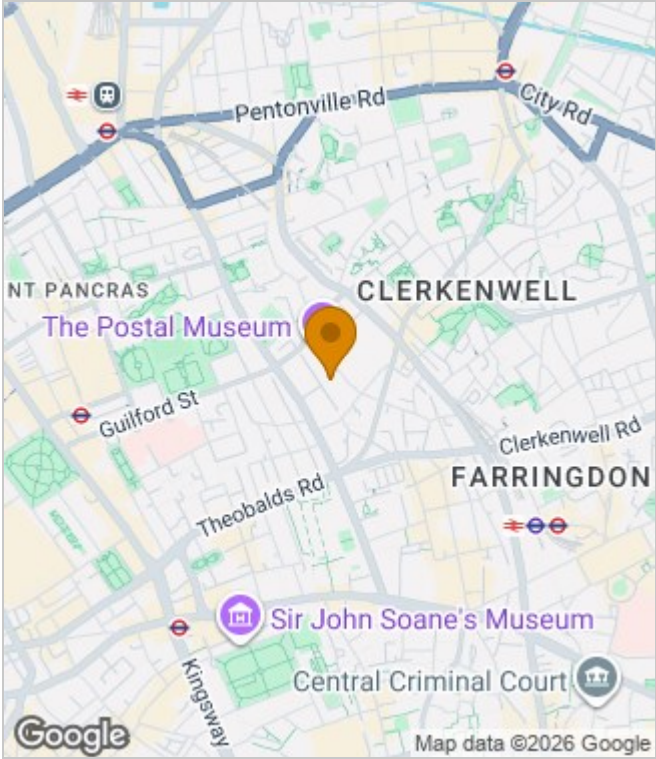 Pentonville Rd
City Rd
NT PANCRAS
CLERKENWELL
The Postal Museum
Guilford St
Clerkenwell Rd
FARRINGDON
Theobalds Rd
Sir John Soane's Museum
Kingsway
Central Criminal Court
Google
Map data ©2026 Google